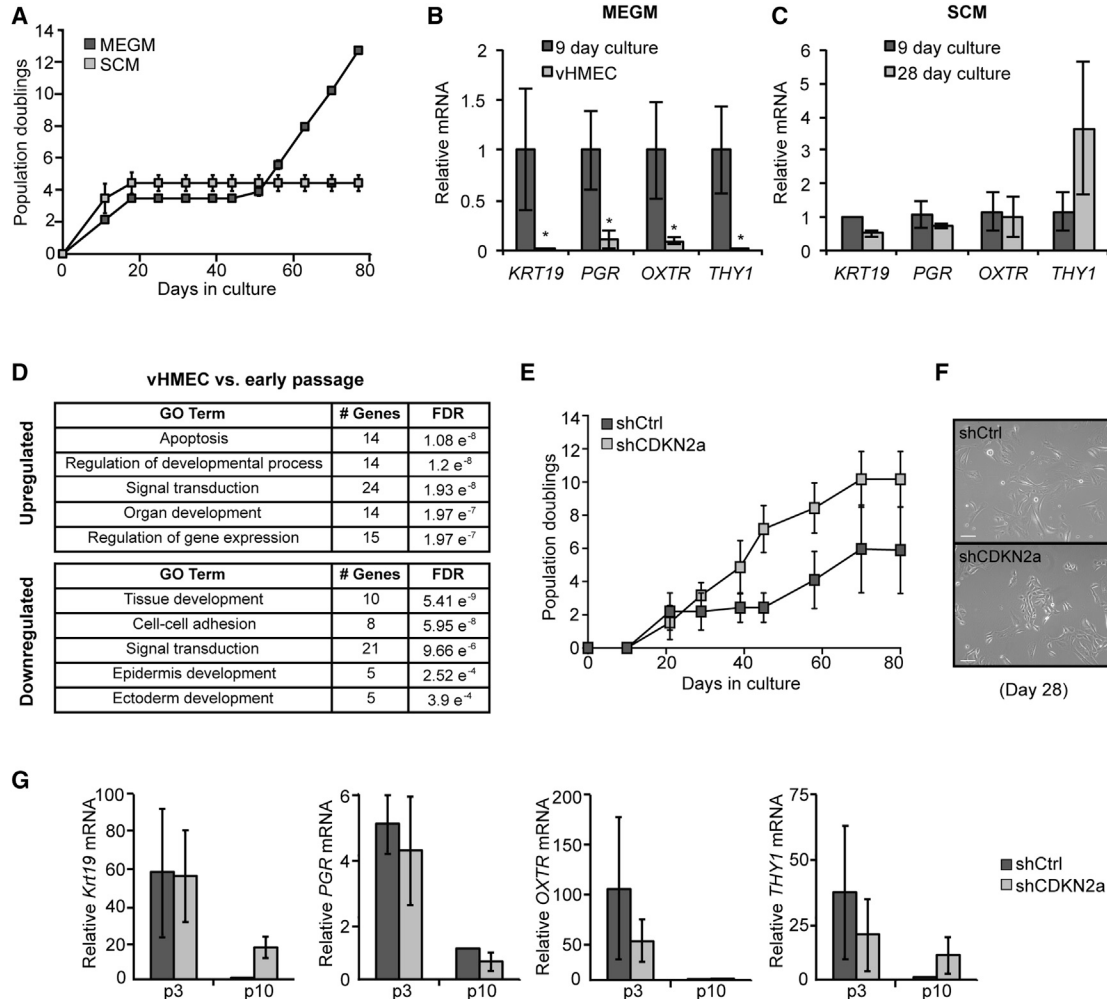 A
MEGM
SCM
Population doublings
14
12
10
8
6
4
2
0
0 20 40 60 80
Days in culture
B
MEGM
9 day culture
vHMEC
Relative mRNA
2
1.5
1
0.5
0
*
*
*
*
KRT19 PGR OXTR THY1
C
SCM
9 day culture
28 day culture
Relative mRNA
6
5
4
3
2
1
0
KRT19 PGR OXTR THY1
D
vHMEC vs. early passage
Upregulated
GO Term # Genes FDR
Apoptosis 14 1.08 e-8
Regulation of developmental process 14 1.2 e-8
Signal transduction 24 1.93 e-8
Organ development 14 1.97 e-7
Regulation of gene expression 15 1.97 e-7
Downregulated
GO Term # Genes FDR
Tissue development 10 5.41 e-9
Cell-cell adhesion 8 5.95 e-8
Signal transduction 21 9.66 e-6
Epidermis development 5 2.52 e-4
Ectoderm development 5 3.9 e-4
E
shCtrl
shCDKN2a
Population doublings
14
12
10
8
6
4
2
0
0 20 40 60 80
Days in culture
F
shCtrl
shCDKN2a
(Day 28)
G
Relative Krt19 mRNA
100
80
60
40
20
0
p3 p10
Relative PGR mRNA
6
4
2
0
p3 p10
Relative OXTR mRNA
200
150
100
50
0
p3 p10
Relative THY1 mRNA
75
50
25
0
p3 p10
shCtrl
shCDKN2a